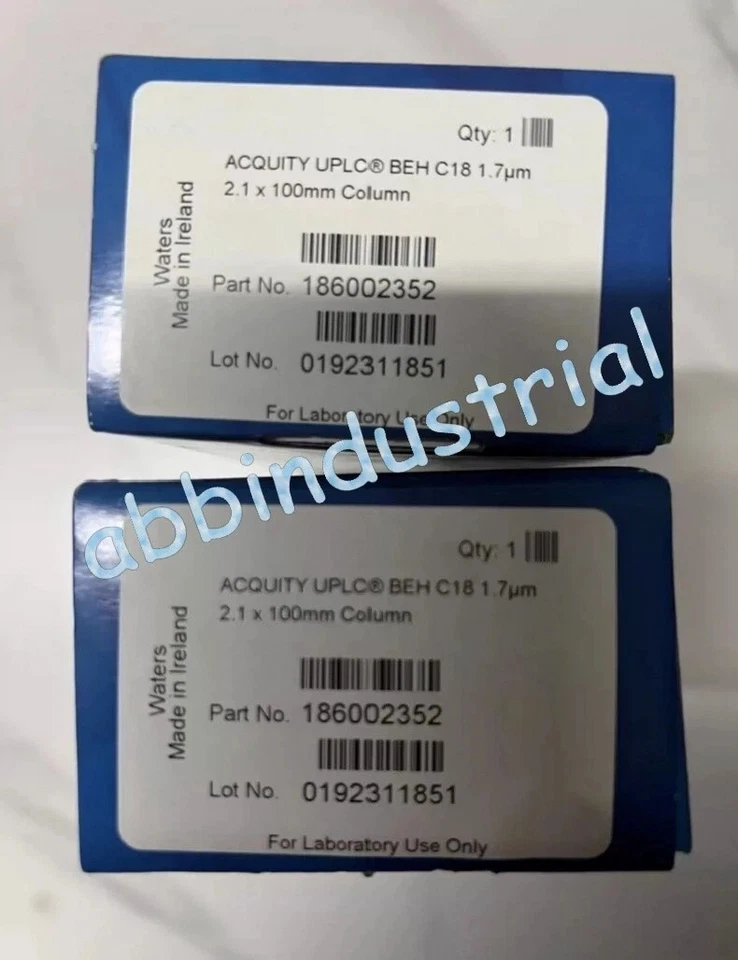 Qty: 1
ACQUITY UPLC® BEH C18 1.7µm
2.1 x 100mm Column
Waters
Made in Ireland
Part No. 186002352
Lot No. 0192311851
For Laboratory Use Only
abbindustrial
Qty: 1
ACQUITY UPLC® BEH C18 1.7µm
2.1 x 100mm Column
Waters
Made in Ireland
Part No. 186002352
Lot No. 0192311851
For Laboratory Use Only